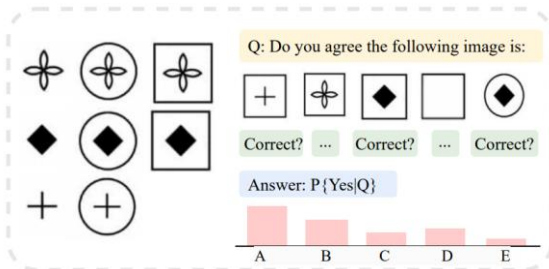 Q: Do you agree the following image is:
Correct? ... Correct? ... Correct?
Answer: P{Yes|Q}
A B C D E